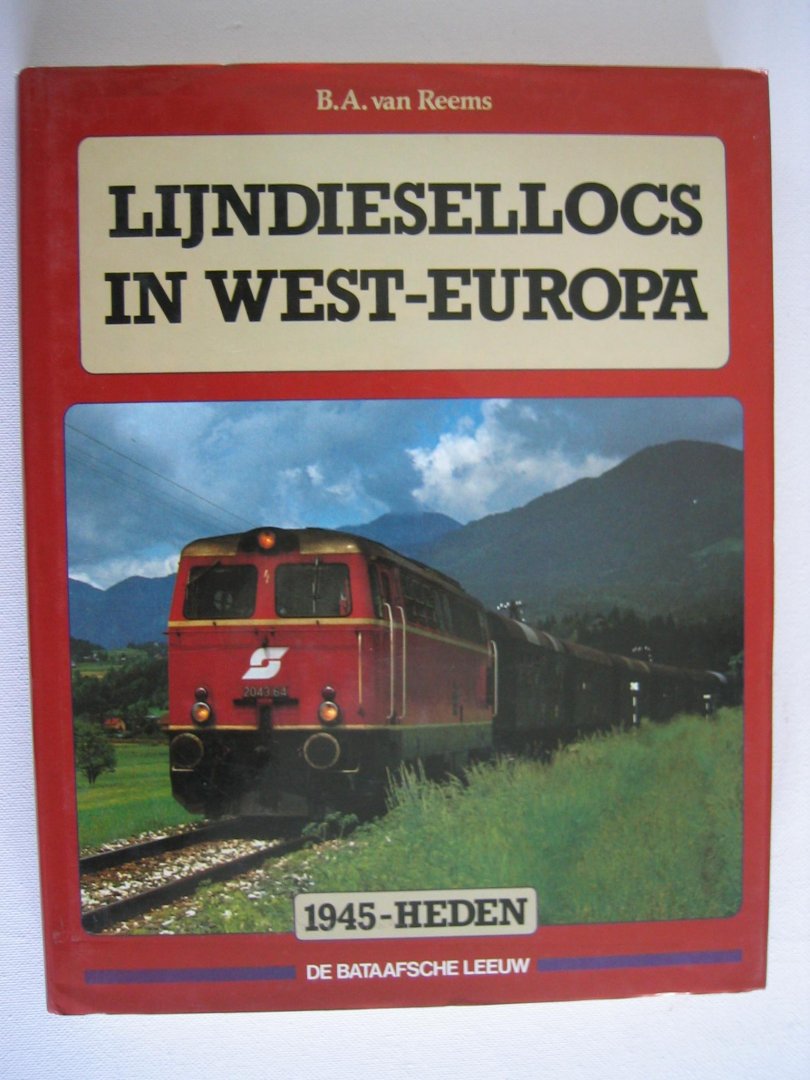 B.A. van Reems
LIJNDIESELLOCS
IN WEST-EUROPA
2043.64
1945-HEDEN
DE BATAAFSCHE LEEUW